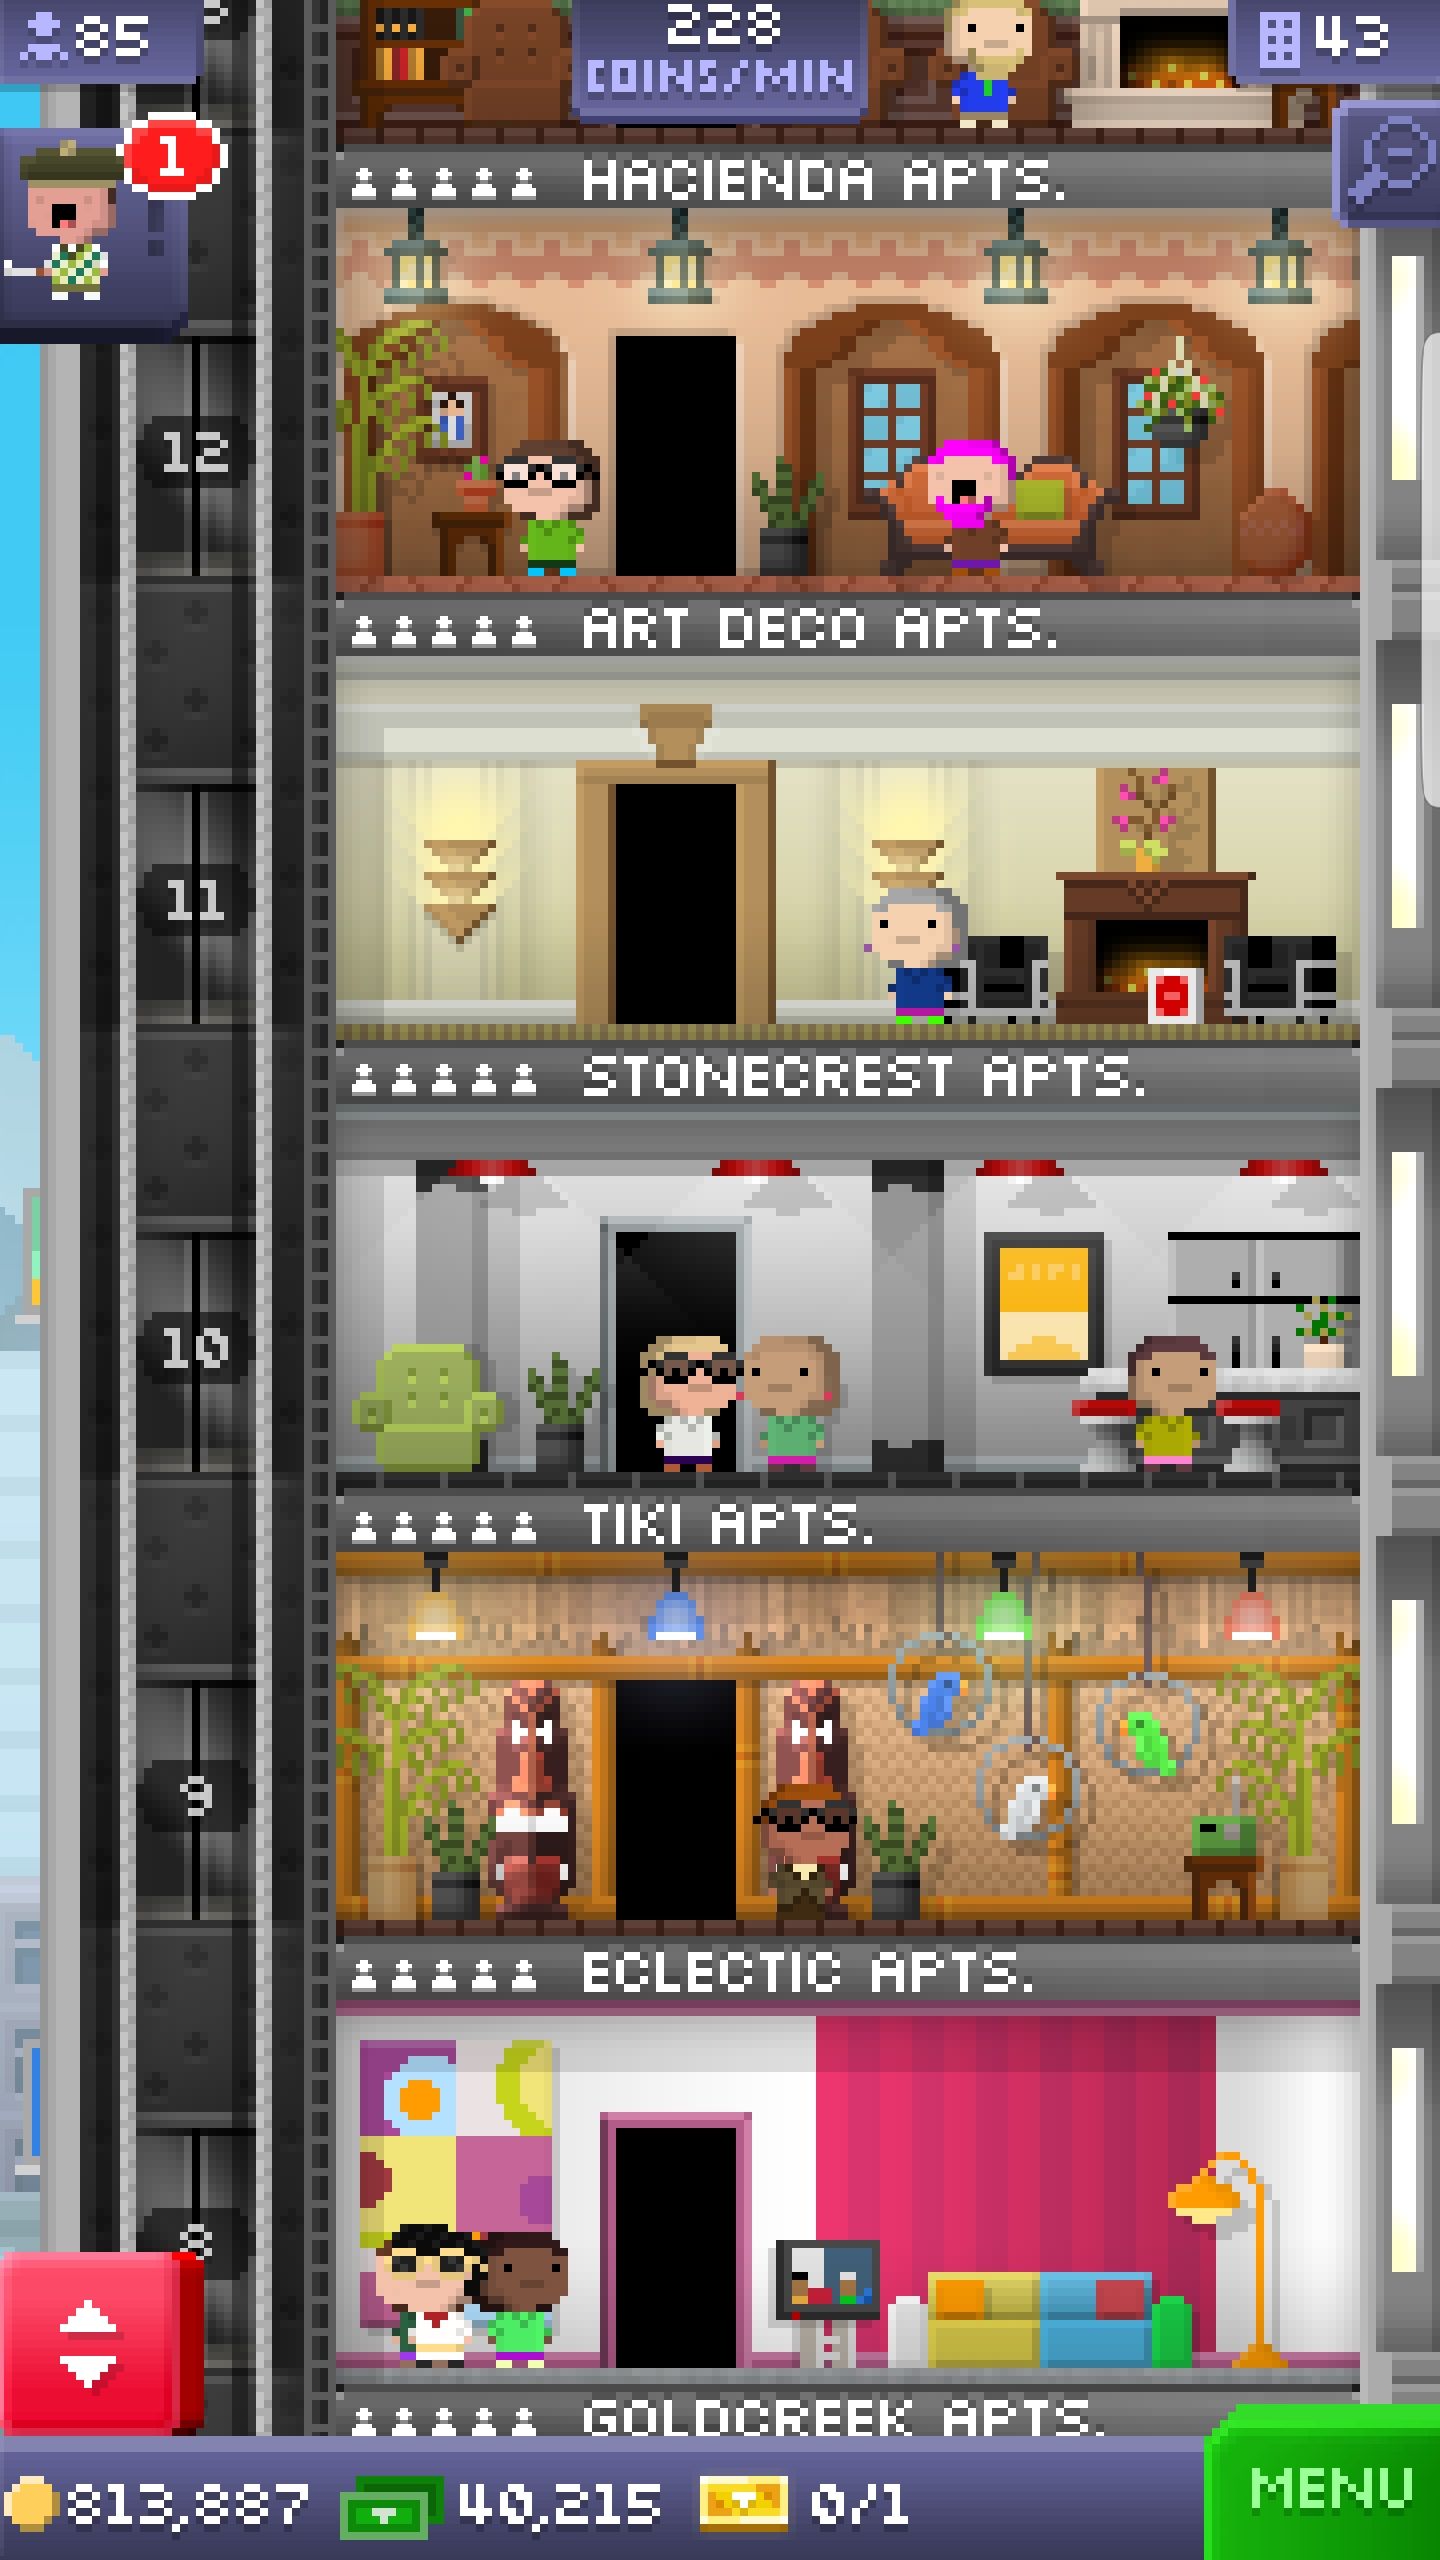 85
228
COINS/MIN
43
1
HACIENDA APTS.
12
ART DECO APTS.
11
STONECREST APTS.
10
TIKI APTS.
9
ECLECTIC APTS.
8
GOLDCREEK APTS.
813,887
40,215
0/1
MENU